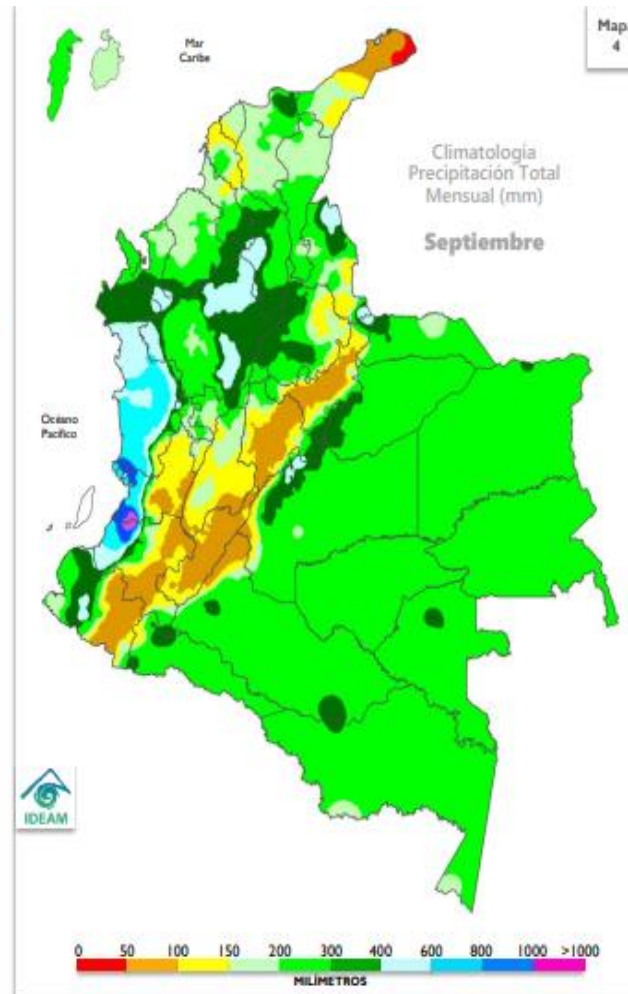 Mapa
4
Mar
Caribe
Climatología
Precipitación Total
Mensual (mm)
Septiembre
Océano
Pacífico
IDEAM
0 50 100 150 200 300 400 600 800 1000 >1000
MILÍMETROS